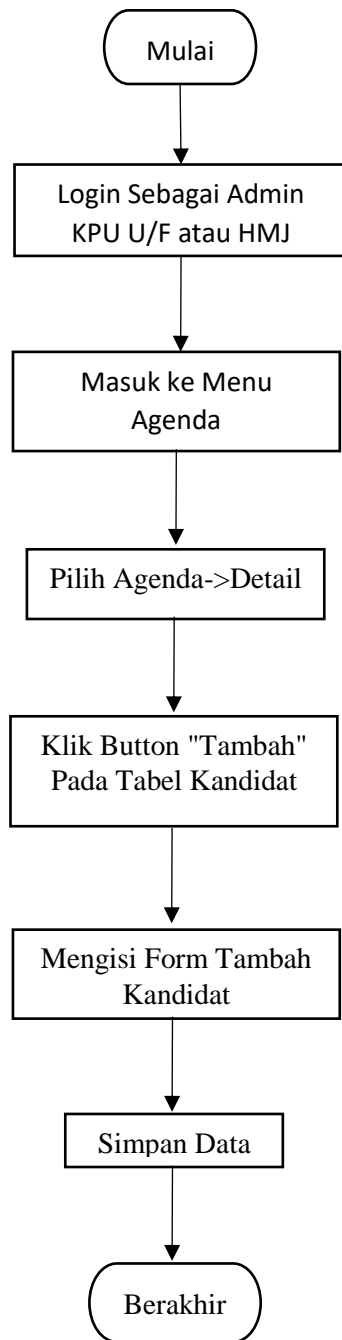 Mulai
Login Sebagai Admin
KPU U/F atau HMJ
Masuk ke Menu
Agenda
Pilih Agenda->Detail
Klik Button "Tambah"
Pada Tabel Kandidat
Mengisi Form Tambah
Kandidat
Simpan Data
Berakhir